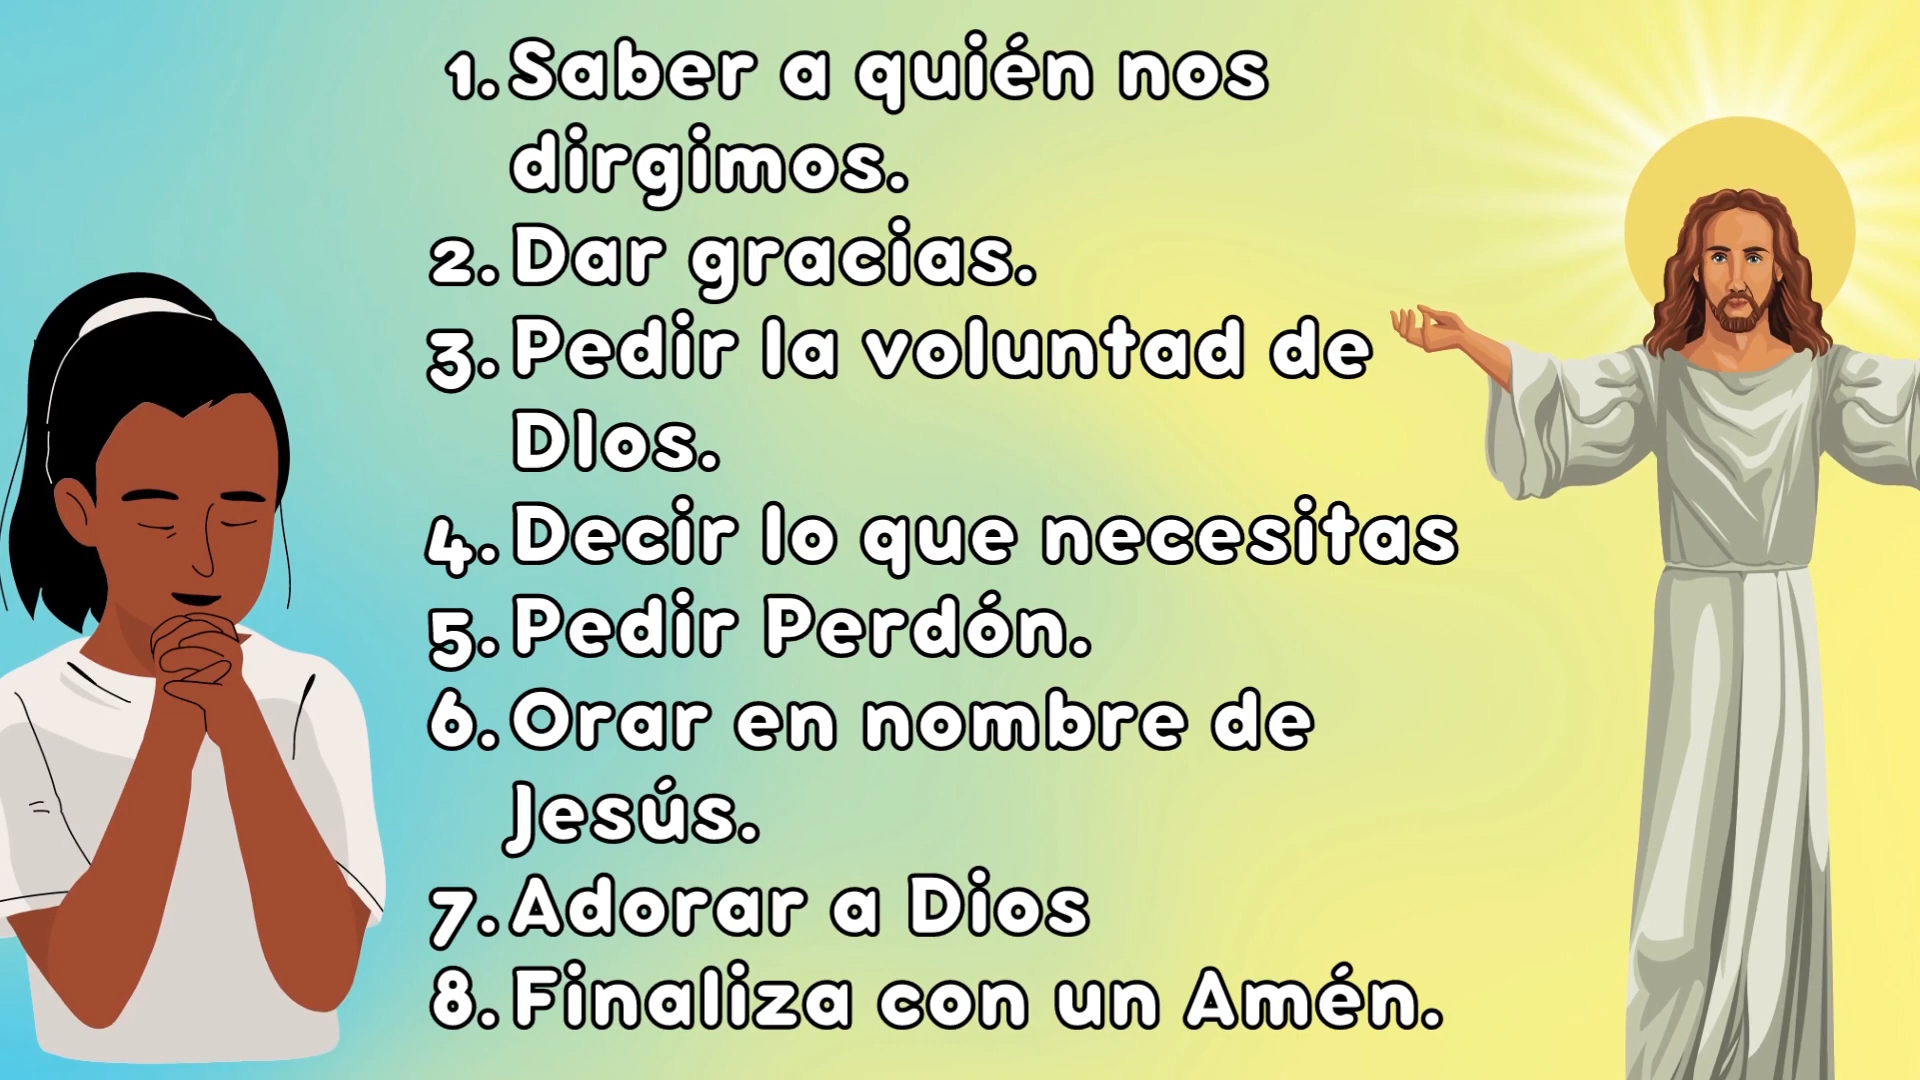 1. Saber a quién nos
dirgimos.
2. Dar gracias.
3. Pedir la voluntad de
DIos.
4. Decir lo que necesitas
5. Pedir Perdón.
6. Orar en nombre de
Jesús.
7. Adorar a Dios
8. Finaliza con un Amén.